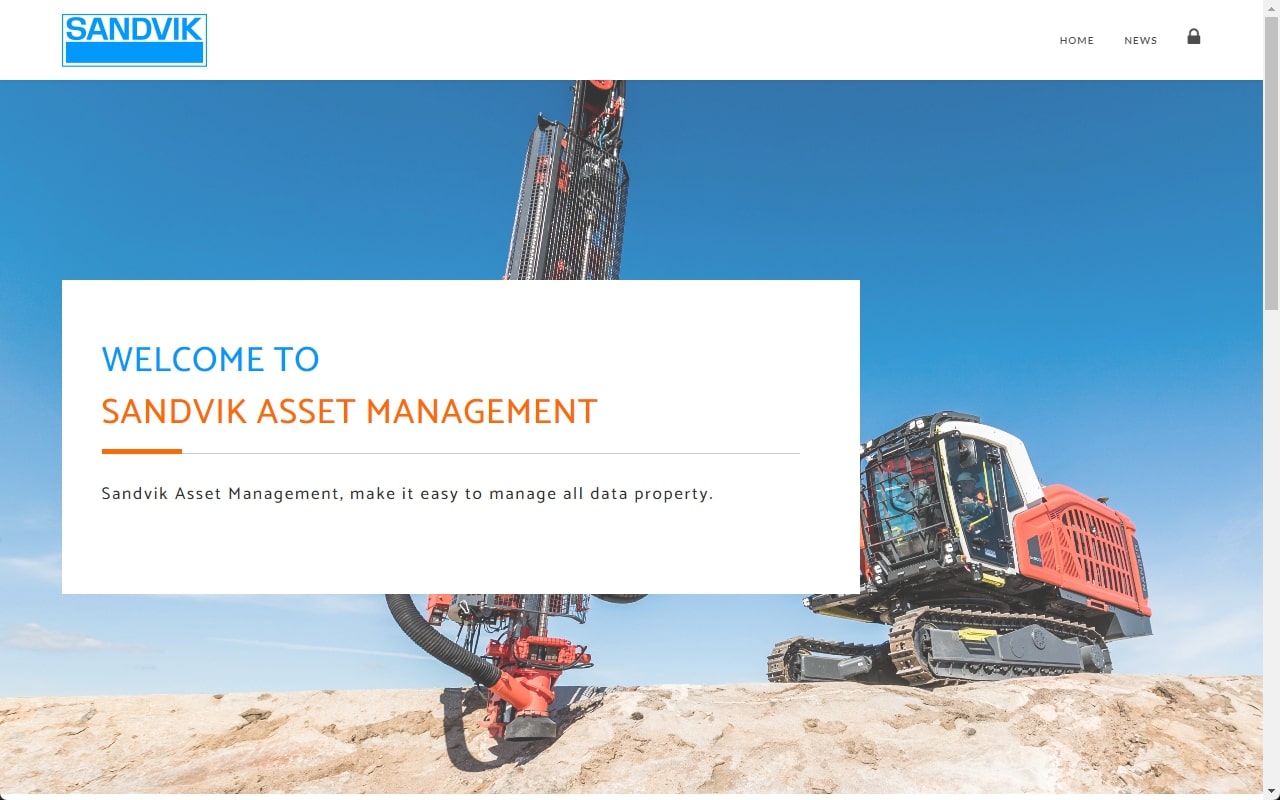 SANDVIK
HOME
NEWS
WELCOME TO
SANDVIK ASSET MANAGEMENT
Sandvik Asset Management, make it easy to manage all data property.